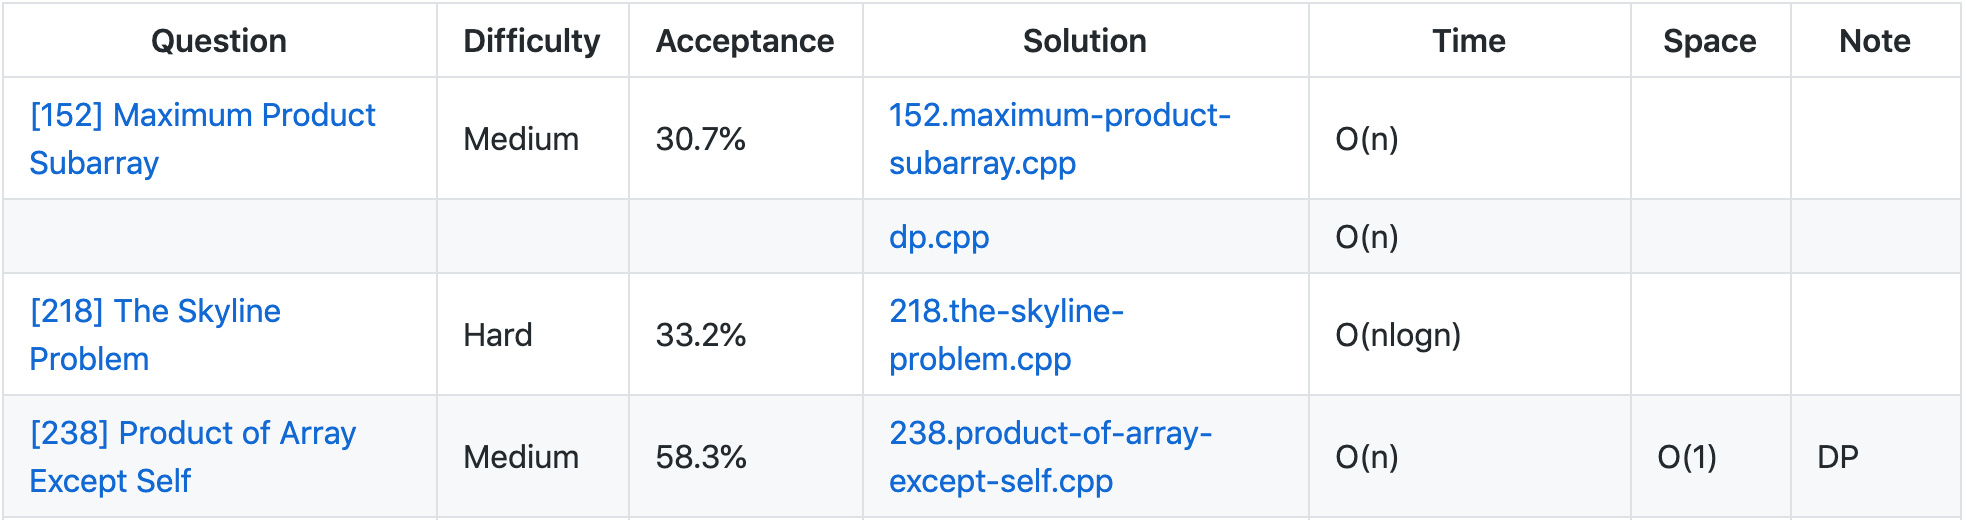 Question Difficulty Acceptance Solution Time Space Note
[152] Maximum Product
Subarray
Medium 30.7%
152.maximum-product-
subarray.cpp
O(n)
dp.cpp O(n)
[218] The Skyline
Problem
Hard 33.2%
218.the-skyline-
problem.cpp
O(nlogn)
[238] Product of Array
Except Self
Medium 58.3%
238.product-of-array-
except-self.cpp
O(n) O(1) DP